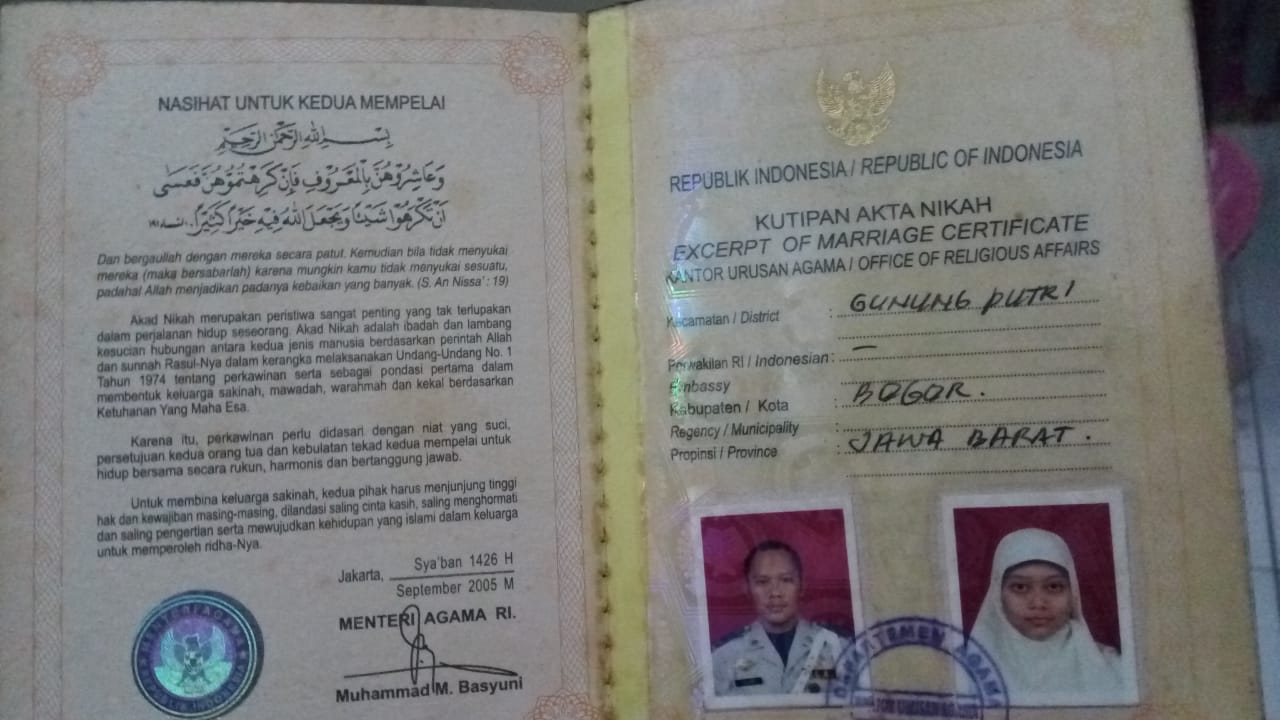 NASIHAT UNTUK KEDUA MEMPELAI
بِسْمِ اللهِ الرَّحْمٰنِ الرَّحِيْمِ
وَعَاشِرُوْهُنَّ بِالْمَعْرُوْفِ فَاِنْ كَرِهْتُمُوْهُنَّ فَعَسٰى
اَنْ تَكْرَهُوْا شَيْئًا وَيَجْعَلَ اللهُ فِيْهِ خَيْرًا كَثِيْرًا. النساء ١٩
Dan bergaullah dengan mereka secara patut. Kemudian bila tidak menyukai
mereka (maka bersabarlah) karena mungkin kamu tidak menyukai sesuatu,
padahal Allah menjadikan padanya kebaikan yang banyak. (S. An Nissa' : 19)
Akad Nikah merupakan peristiwa sangat penting yang tak terlupakan
dalam perjalanan hidup seseorang. Akad Nikah adalah ibadah dan lambang
kesucian hubungan antara kedua jenis manusia berdasarkan perintah Allah
dan sunnah Rasul-Nya dalam kerangka melaksanakan Undang-Undang No. 1
Tahun 1974 tentang perkawinan serta sebagai pondasi pertama dalam
membentuk keluarga sakinah, mawadah, warahmah dan kekal berdasarkan
Ketuhanan Yang Maha Esa.
Karena itu, perkawinan perlu didasari dengan niat yang suci,
persetujuan kedua orang tua dan kebulatan tekad kedua mempelai untuk
hidup bersama secara rukun, harmonis dan bertanggung jawab.
Untuk membina keluarga sakinah, kedua pihak harus menjunjung tinggi
hak dan kewajiban masing-masing, dilandasi saling cinta kasih, saling menghormati
dan saling pengertian serta mewujudkan kehidupan yang islami dalam keluarga
untuk memperoleh ridha-Nya.
Jakarta, Sya'ban 1426 H
September 2005 M
MENTERI AGAMA RI.
Muhammad M. Basyuni
REPUBLIK INDONESIA / REPUBLIC OF INDONESIA
KUTIPAN AKTA NIKAH
EXCERPT OF MARRIAGE CERTIFICATE
KANTOR URUSAN AGAMA / OFFICE OF RELIGIOUS AFFAIRS
Kecamatan / District : GUNUNG PUTRI
Perwakilan RI / Indonesian : –
Embassy
Kabupaten / Kota : BOGOR.
Regency / Municipality :
Propinsi / Province : JAWA BARAT.
DEPARTEMEN AGAMA